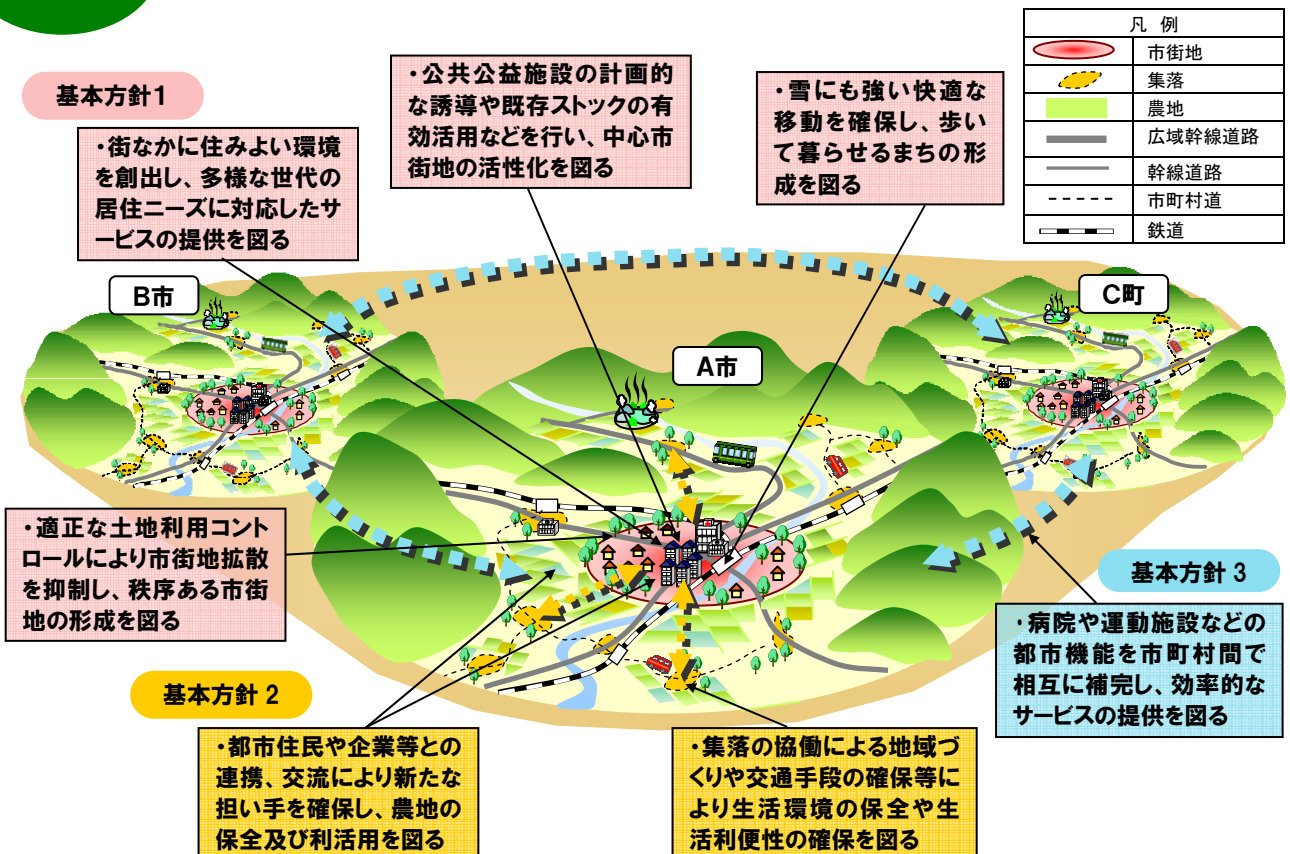 凡 例
市街地
集落
農地
広域幹線道路
幹線道路
市町村道
鉄道
基本方針1
・街なかに住みよい環境
を創出し、多様な世代の
居住ニーズに対応したサ
ービスの提供を図る
・公共公益施設の計画的
な誘導や既存ストックの有
効活用などを行い、中心市
街地の活性化を図る
・雪にも強い快適な
移動を確保し、歩い
て暮らせるまちの形
成を図る
B市
A市
C町
・適正な土地利用コント
ロールにより市街地拡散
を抑制し、秩序ある市街
地の形成を図る
基本方針 3
・病院や運動施設などの
都市機能を市町村間で
相互に補完し、効率的な
サービスの提供を図る
基本方針 2
・都市住民や企業等との
連携、交流により新たな
担い手を確保し、農地の
保全及び利活用を図る
・集落の協働による地域づ
くりや交通手段の確保等に
より生活環境の保全や生
活利便性の確保を図る